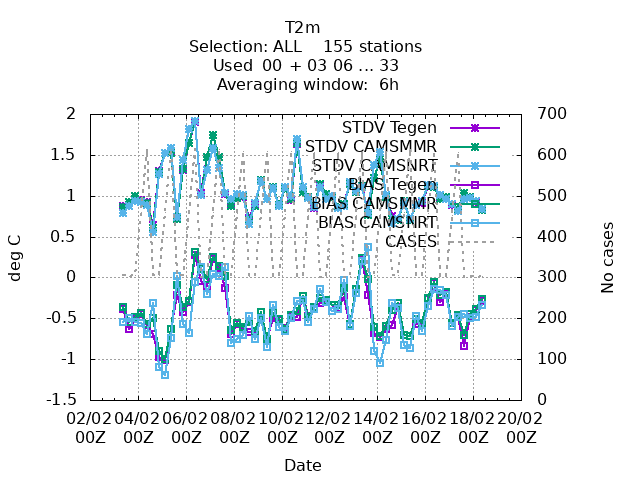 T2m
Selection: ALL    155 stations
Used  00 + 03 06 ... 33
Averaging window:  6h
STDV Tegen
STDV CAMSMMR
STDV CAMSNRT
BIAS Tegen
BIAS CAMSMMR
BIAS CAMSNRT
CASES
2
1.5
1
0.5
0
-0.5
-1
-1.5
deg C
700
600
500
400
300
200
100
0
No cases
02/02 04/02 06/02 08/02 10/02 12/02 14/02 16/02 18/02 20/02
00Z 00Z 00Z 00Z 00Z 00Z 00Z 00Z 00Z 00Z
Date